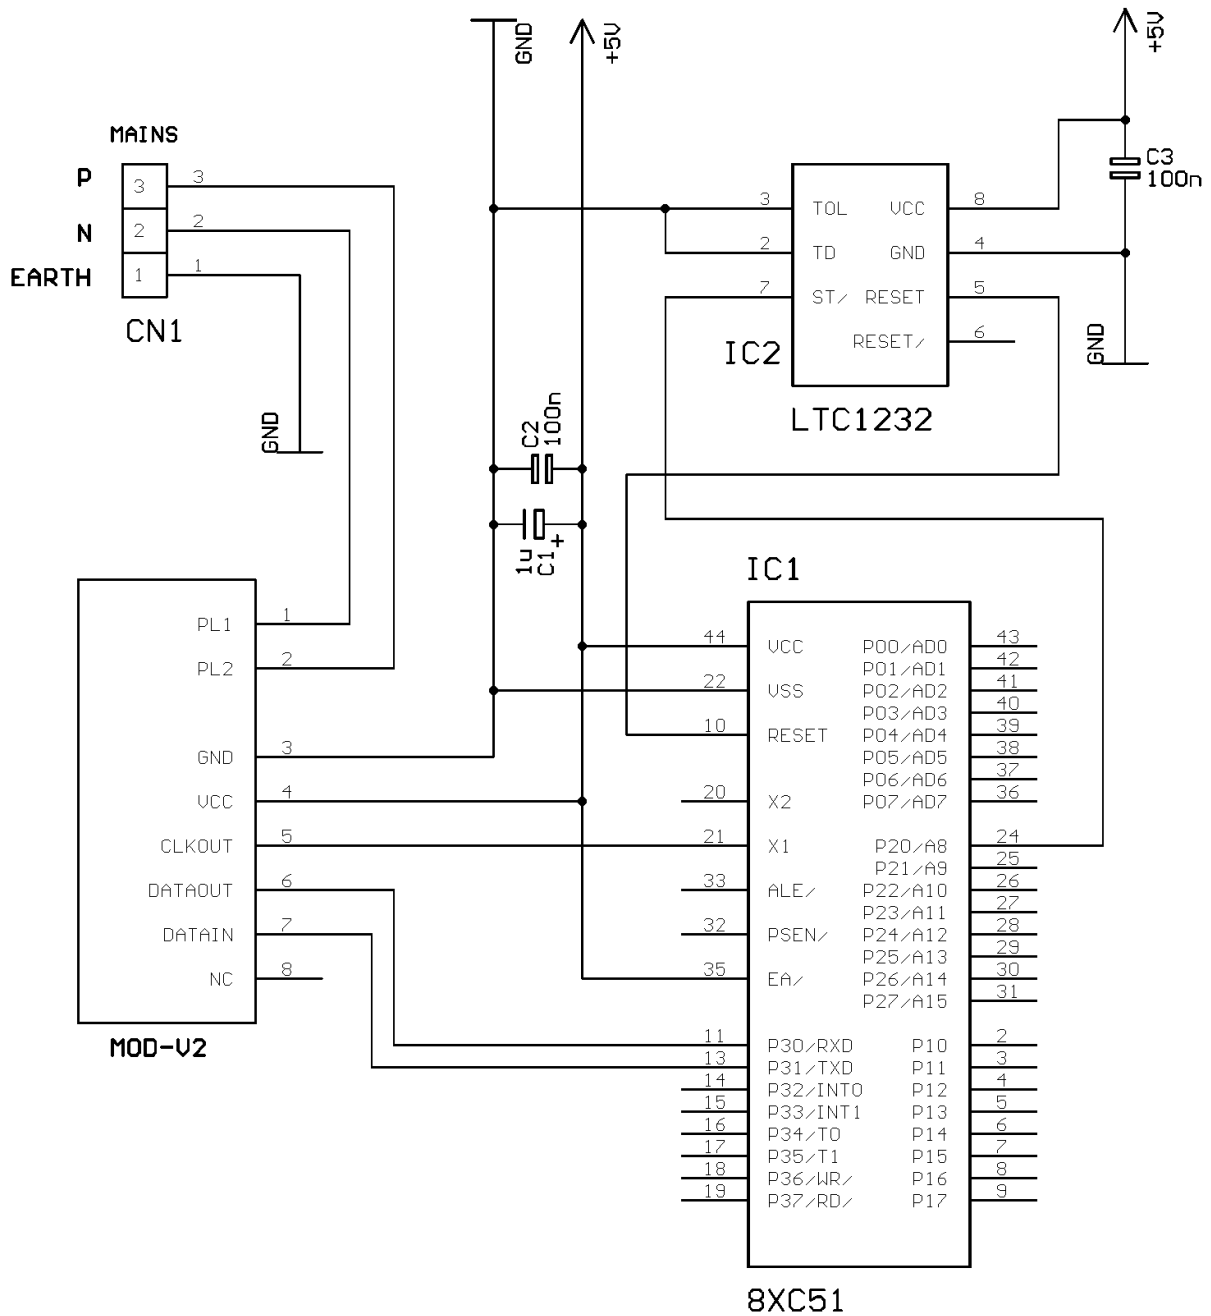 GND
+5V
+5V
MAINS
P
3
3
N
2
2
EARTH
1
1
CN1
GND
C3
100n
3
TOL
VCC
8
2
TD
GND
4
7
ST/
RESET
5
RESET/
6
IC2
LTC1232
GND
C2
100n
1u
C1
+
PL1
1
PL2
2
GND
3
VCC
4
CLKOUT
5
DATAOUT
6
DATAIN
7
NC
8
MOD-V2
IC1
44
VCC
22
VSS
10
RESET
20
X2
21
X1
33
ALE/
32
PSEN/
35
EA/
11
P30/RXD
13
P31/TXD
14
P32/INT0
15
P33/INT1
16
P34/T0
17
P35/T1
18
P36/WR/
19
P37/RD/
P00/AD0
43
P01/AD1
42
P02/AD2
41
P03/AD3
40
P04/AD4
39
P05/AD5
38
P06/AD6
37
P07/AD7
36
P20/A8
24
P21/A9
25
P22/A10
26
P23/A11
27
P24/A12
28
P25/A13
29
P26/A14
30
P27/A15
31
P10
2
P11
3
P12
4
P13
5
P14
6
P15
7
P16
8
P17
9
8XC51